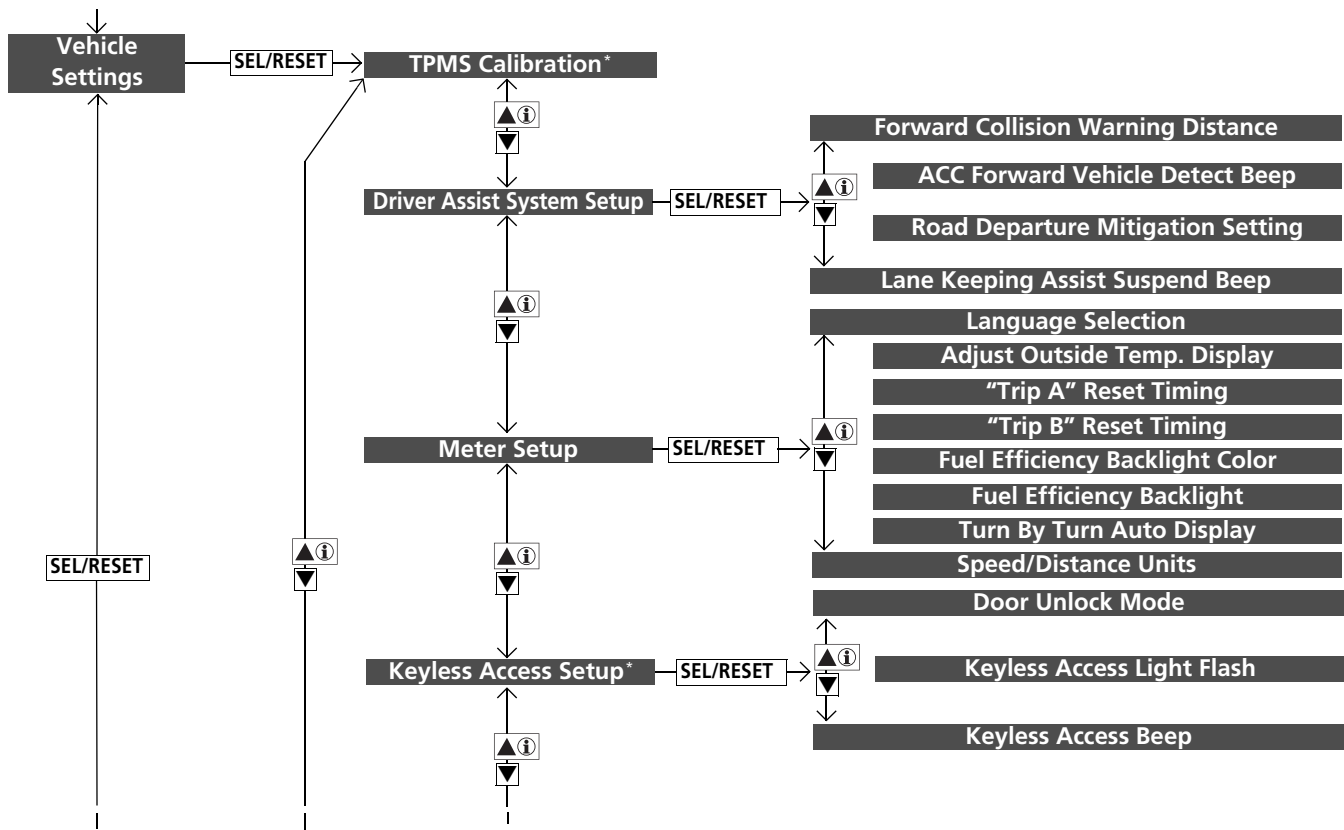 Vehicle
Settings
SEL/RESET
TPMS Calibration*
▲ⓘ
▼
Forward Collision Warning Distance
ACC Forward Vehicle Detect Beep
▲ⓘ
▼
Driver Assist System Setup
SEL/RESET
Road Departure Mitigation Setting
Lane Keeping Assist Suspend Beep
▲ⓘ
▼
Language Selection
Adjust Outside Temp. Display
“Trip A” Reset Timing
“Trip B” Reset Timing
▲ⓘ
▼
Meter Setup
SEL/RESET
Fuel Efficiency Backlight Color
Fuel Efficiency Backlight
Turn By Turn Auto Display
SEL/RESET
▲ⓘ
▼
▲ⓘ
▼
Speed/Distance Units
Door Unlock Mode
▲ⓘ
▼
Keyless Access Setup*
SEL/RESET
Keyless Access Light Flash
Keyless Access Beep
▲ⓘ
▼